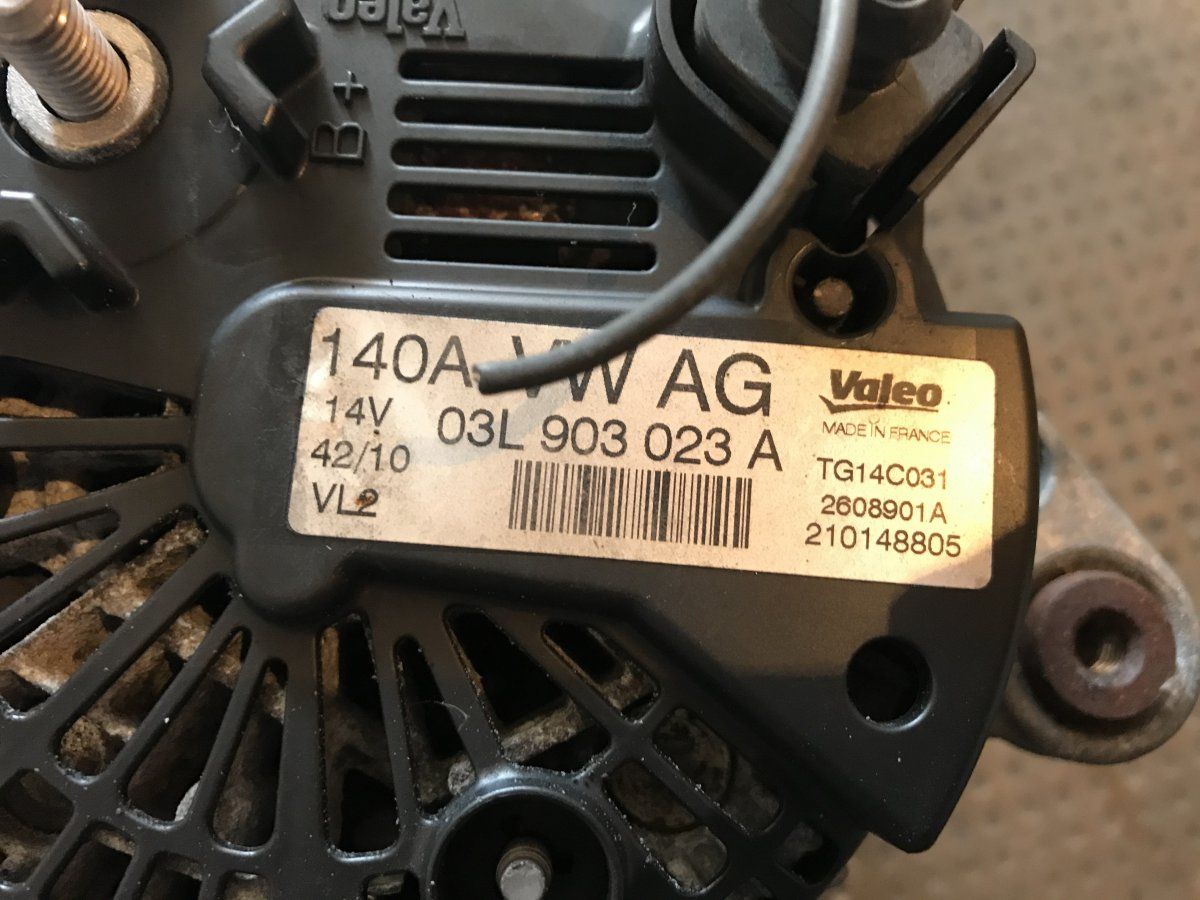 Valeo
B+
140A VW AG
14V
03L 903 023 A
42/10
VL2
Valeo
MADE IN FRANCE
TG14C031
2608901A
210148805